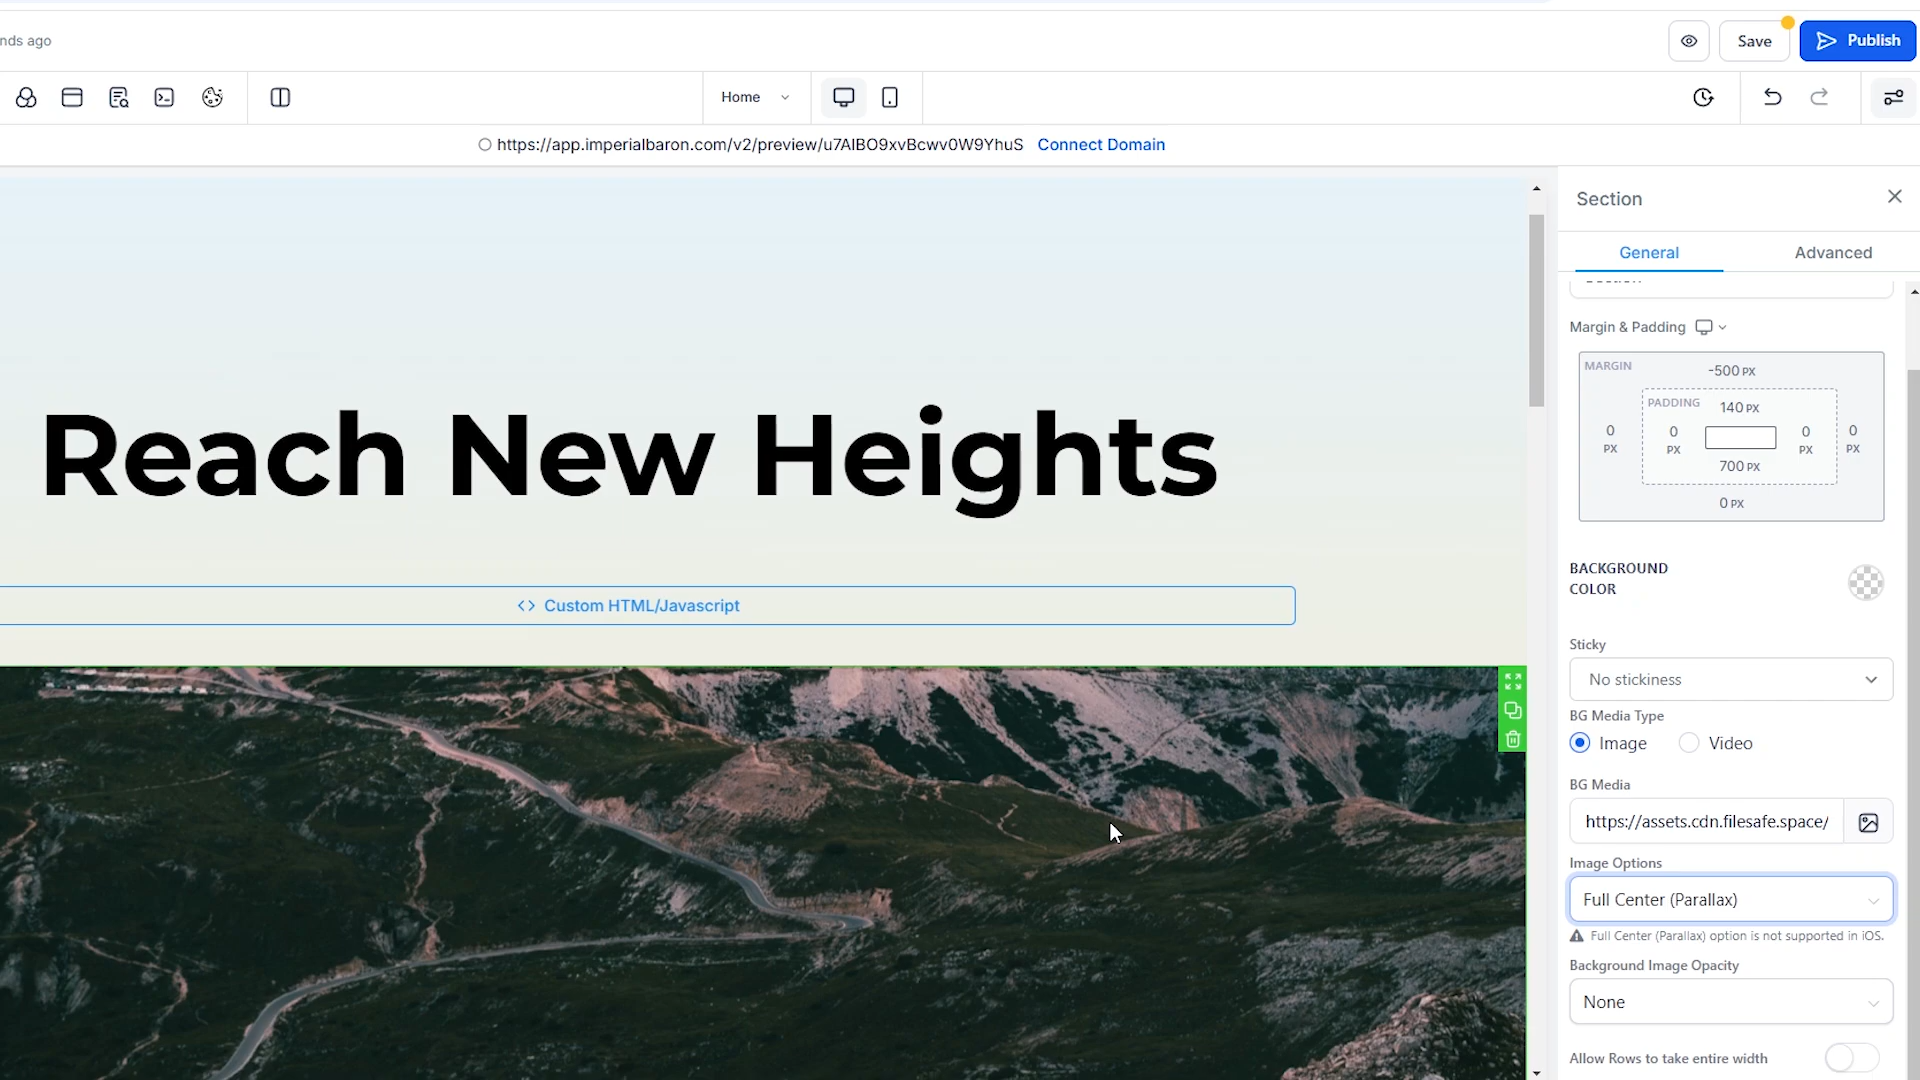 nds ago
Save
Publish
Home
https://app.imperialbaron.com/v2/preview/u7AIBO9xvBcwv0W9YhuS Connect Domain
Section
General
Advanced
Margin & Padding
MARGIN
-500 PX
PADDING
140 PX
0 PX
0 PX
0 PX
0 PX
700 PX
0 PX
Reach New Heights
Custom HTML/Javascript
BACKGROUND
COLOR
Sticky
No stickiness
BG Media Type
Image
Video
BG Media
https://assets.cdn.filesafe.space/
Image Options
Full Center (Parallax)
Full Center (Parallax) option is not supported in iOS.
Background Image Opacity
None
Allow Rows to take entire width